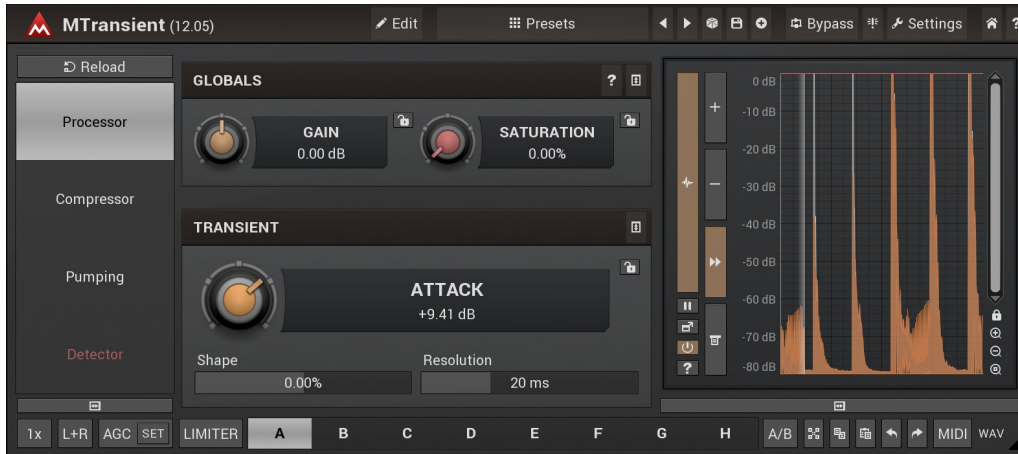 MTransient (12.05)
Edit
Presets
Bypass
Settings
?
Reload
Processor
Compressor
Pumping
Detector
GLOBALS
?
GAIN
0.00 dB
SATURATION
0.00%
TRANSIENT
ATTACK
+9.41 dB
Shape
0.00%
Resolution
20 ms
+
−
?
0 dB
-10 dB
-20 dB
-30 dB
-40 dB
-50 dB
-60 dB
-70 dB
-80 dB
1x
L+R
AGC
SET
LIMITER
A
B
C
D
E
F
G
H
A/B
MIDI
WAV